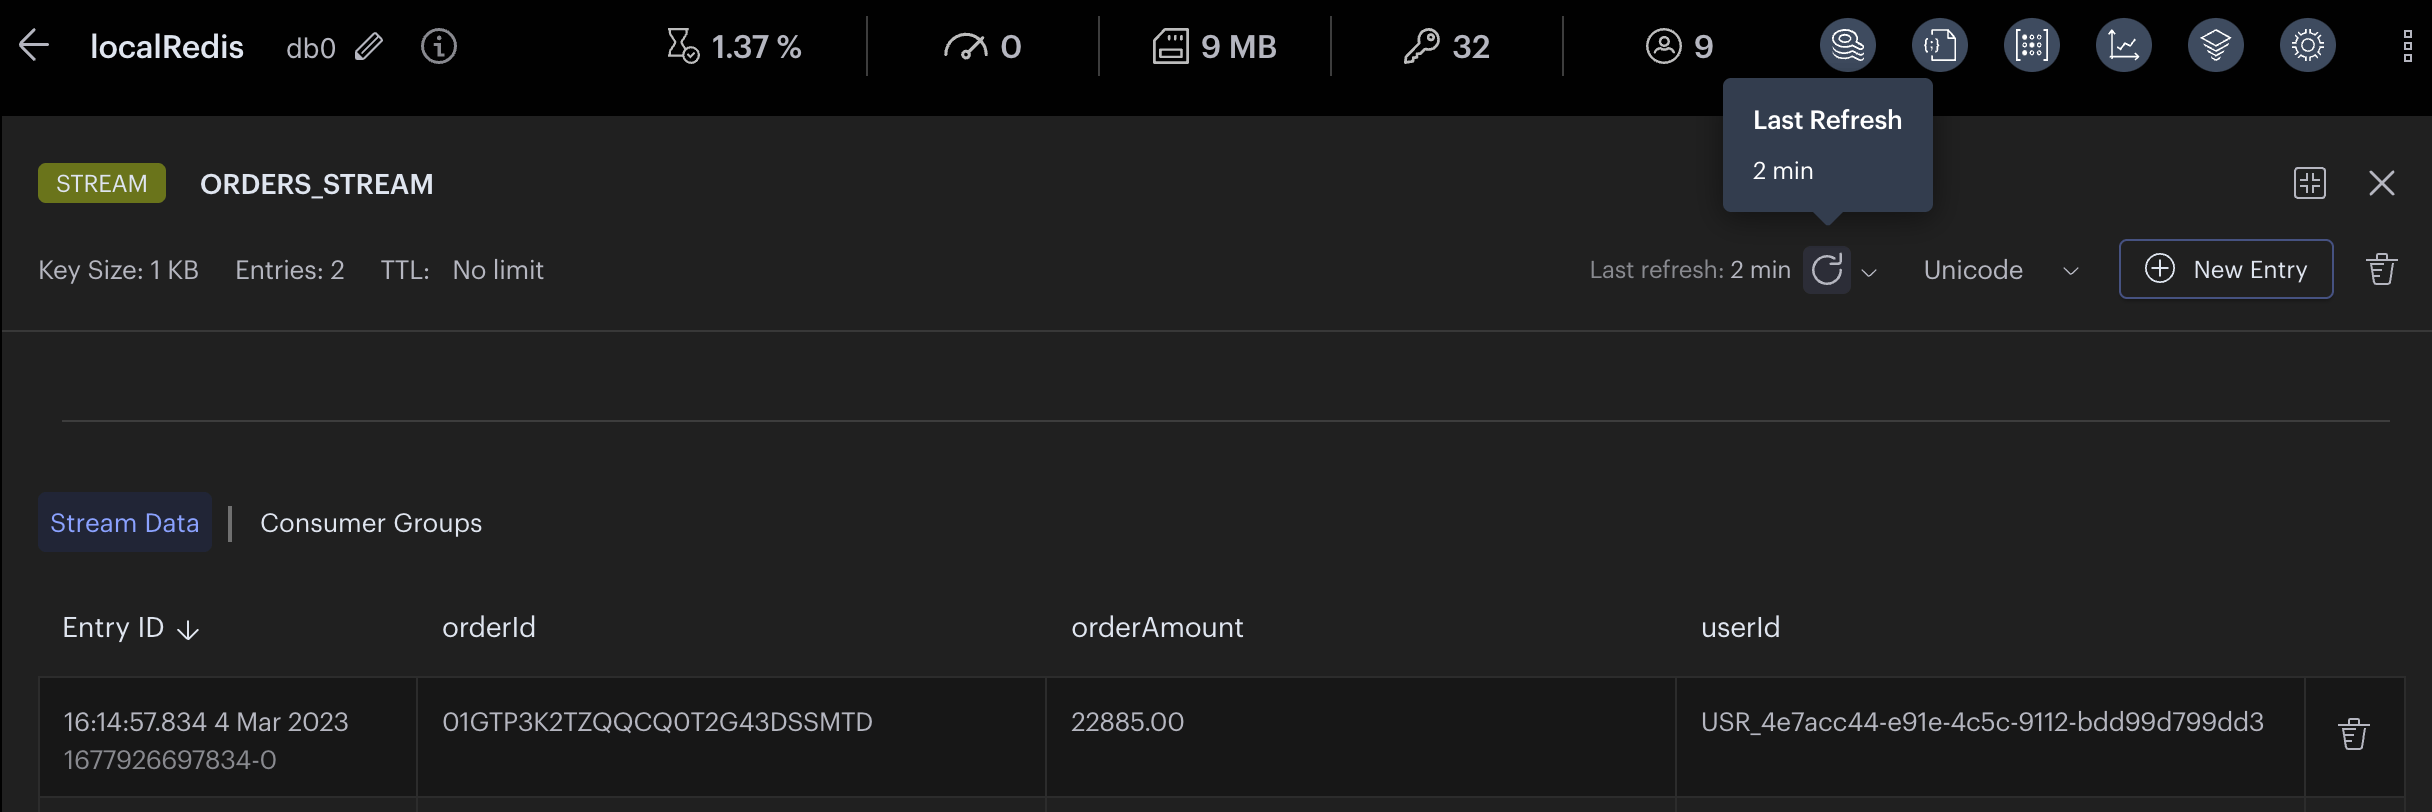 localRedis db0 1.37 % 0 9 MB 32 9
Last Refresh
2 min
STREAM ORDERS_STREAM
Key Size: 1 KB Entries: 2 TTL: No limit Last refresh: 2 min Unicode New Entry
Stream Data Consumer Groups
Entry ID orderId orderAmount userId
16:14:57.834 4 Mar 2023 01GTP3K2TZQQCQ0T2G43DSSMTD 22885.00 USR_4e7acc44-e91e-4c5c-9112-bdd99d799dd3
1677926697834-0